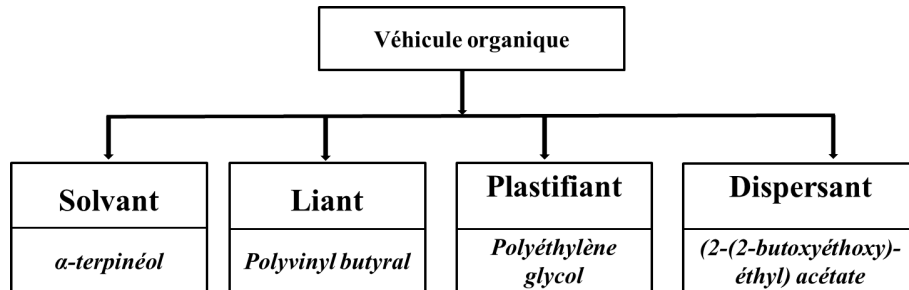 Véhicule organique
Solvant
α-terpinéol
Liant
Polyvinyl butyral
Plastifiant
Polyéthylène
glycol
Dispersant
(2-(2-butoxyéthoxy)-
éthyl) acétate